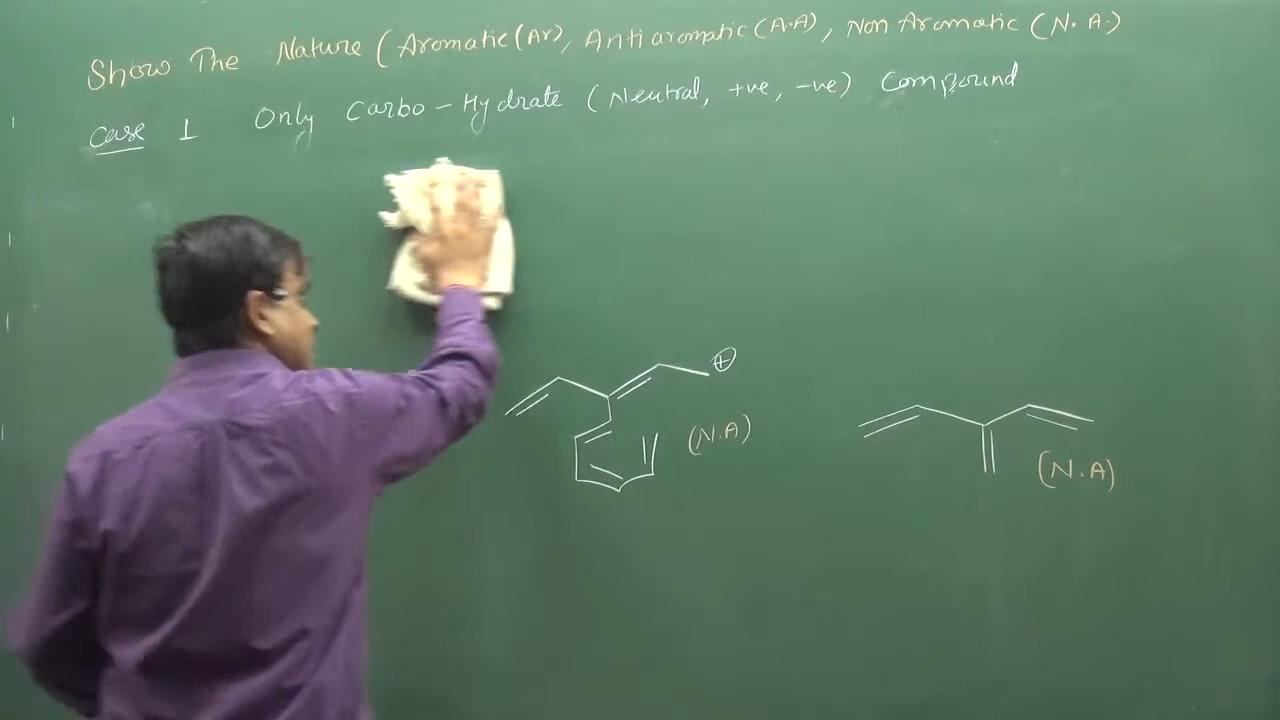 Show The Nature (Aromatic(Ar), Antiaromatic(A.A), Non Aromatic (N.A.)
Case 1 Only Carbo-Hydrate (Neutral, +ve, -ve) Compound
⊕
(N.A)
(N.A)